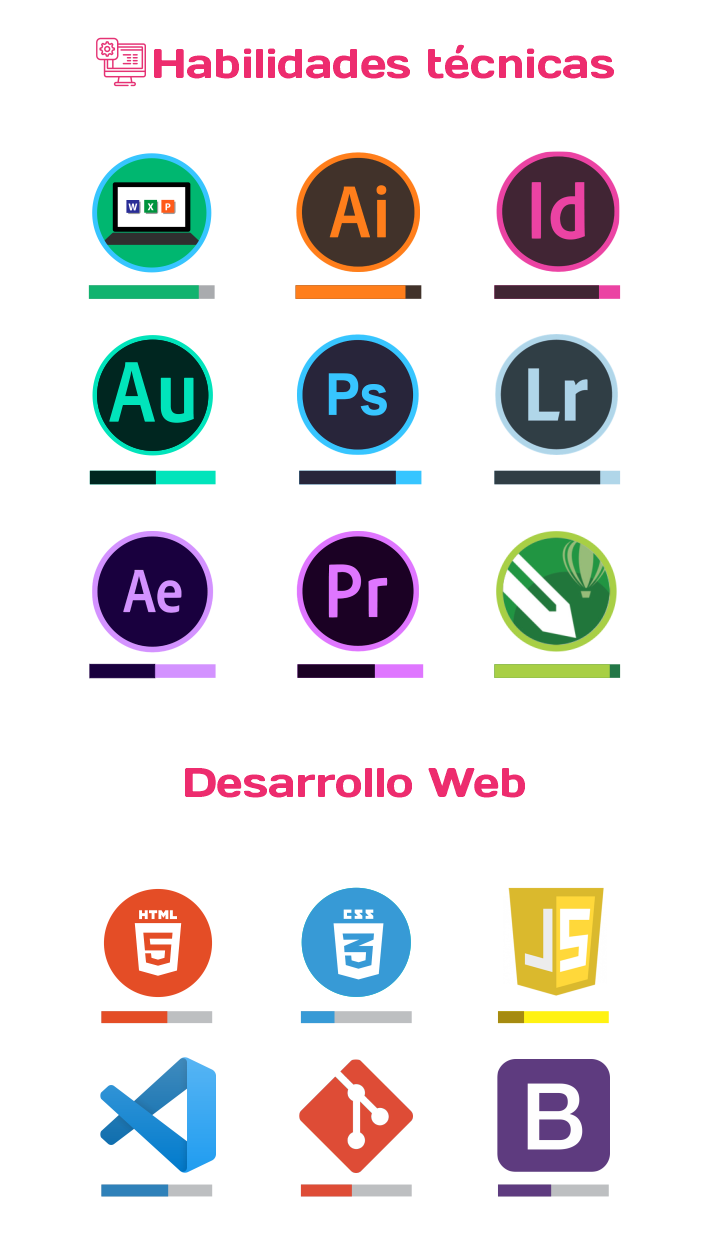 Habilidades técnicas
W X P
Ai
Id
Au
Ps
Lr
Ae
Pr
Desarrollo Web
HTML
5
CSS
3
JS
B